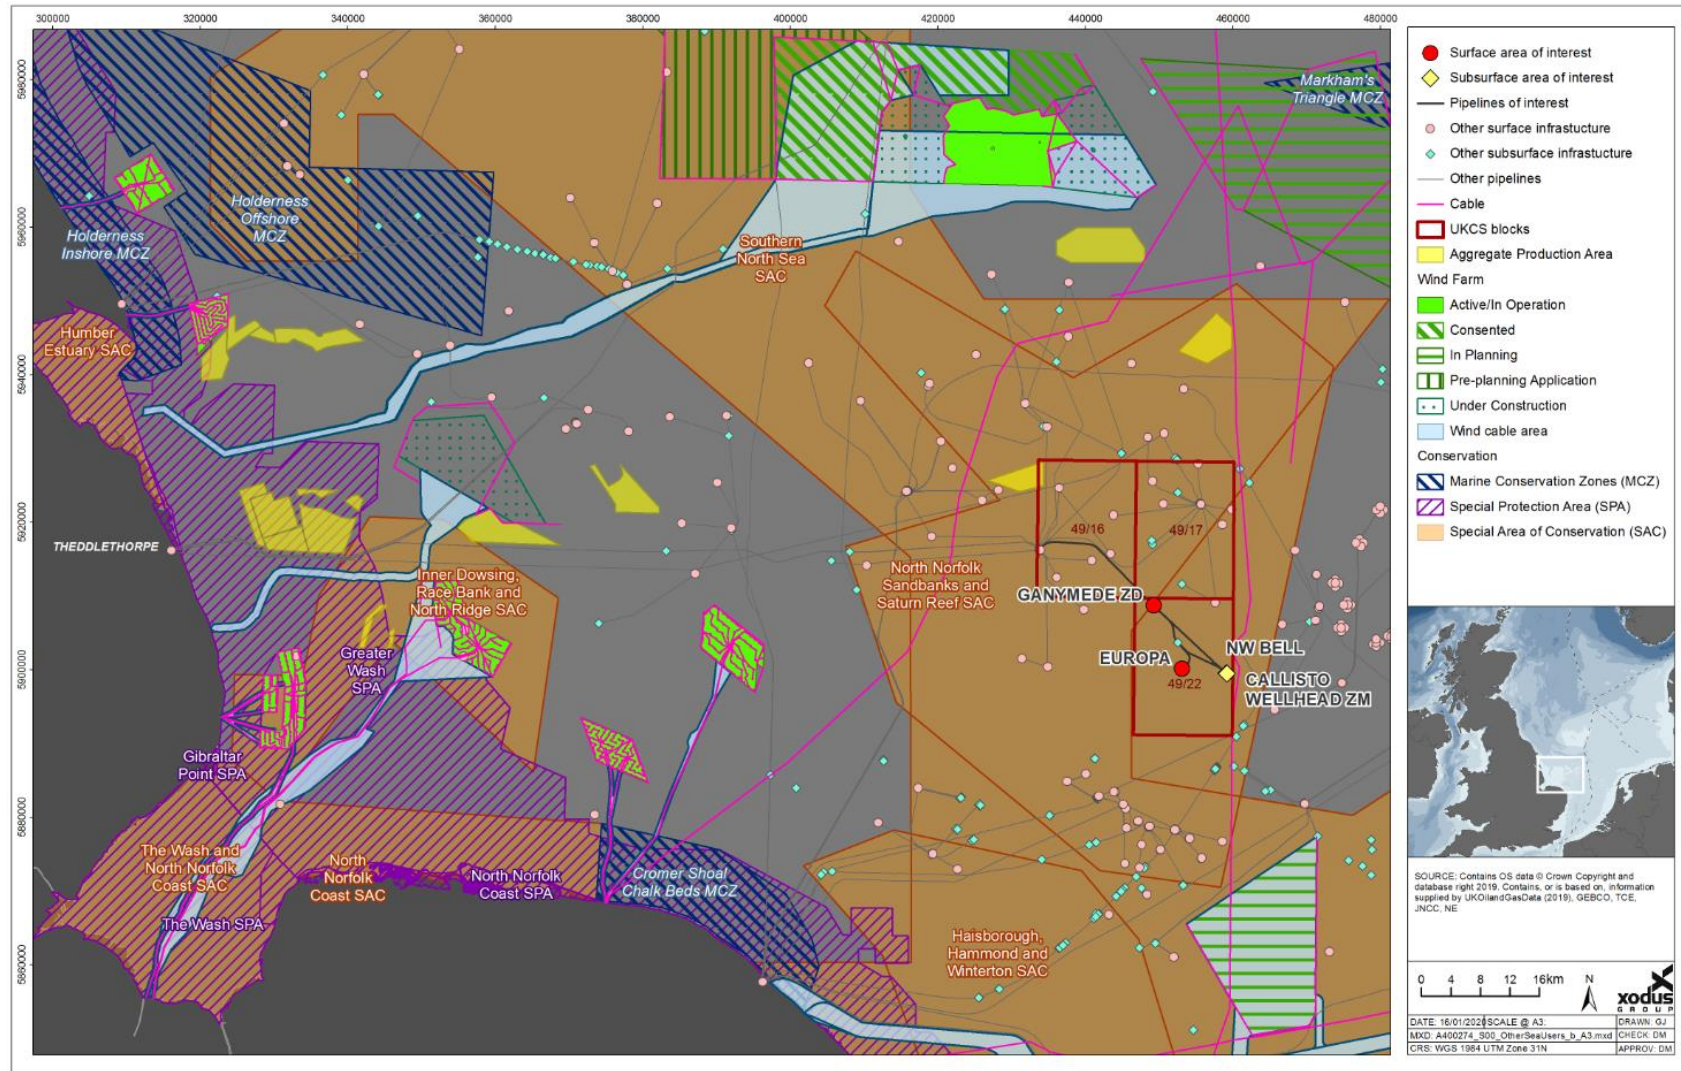 300000 320000 340000 360000 380000 400000 420000 440000 460000 480000
5980000
5960000
5940000
5920000
5900000
5880000
5860000
Markham's
Triangle MCZ
Holderness
Offshore
MCZ
Holderness
Inshore MCZ
Southern
North Sea
SAC
Humber
Estuary SAC
THEDDLETHORPE
Inner Dowsing,
Race Bank and
North Ridge SAC
North Norfolk
Sandbanks and
Saturn Reef SAC
49/16
49/17
GANYMEDE ZD
EUROPA
NW BELL
49/22
CALLISTO
WELLHEAD ZM
Greater
Wash
SPA
Gibraltar
Point SPA
The Wash and
North Norfolk
Coast SAC
North
Norfolk
Coast SAC
North Norfolk
Coast SPA
Cromer Shoal
Chalk Beds MCZ
The Wash SPA
Haisborough,
Hammond and
Winterton SAC
Surface area of interest
Subsurface area of interest
Pipelines of interest
Other surface infrastucture
Other subsurface infrastucture
Other pipelines
Cable
UKCS blocks
Aggregate Production Area
Wind Farm
Active/In Operation
Consented
In Planning
Pre-planning Application
Under Construction
Wind cable area
Conservation
Marine Conservation Zones (MCZ)
Special Protection Area (SPA)
Special Area of Conservation (SAC)
SOURCE: Contains OS data © Crown Copyright and
database right 2019. Contains, or is based on, information
supplied by UKOilandGasData (2019), GEBCO, TCE,
JNCC, NE
0 4 8 12 16km
N
xodus
GROUP
DATE: 16/01/2020 SCALE @ A3: DRAWN: GJ
MXD: A400274_S00_OtherSeaUsers_b_A3.mxd CHECK: DM
CRS: WGS 1984 UTM Zone 31N APPROV: DM